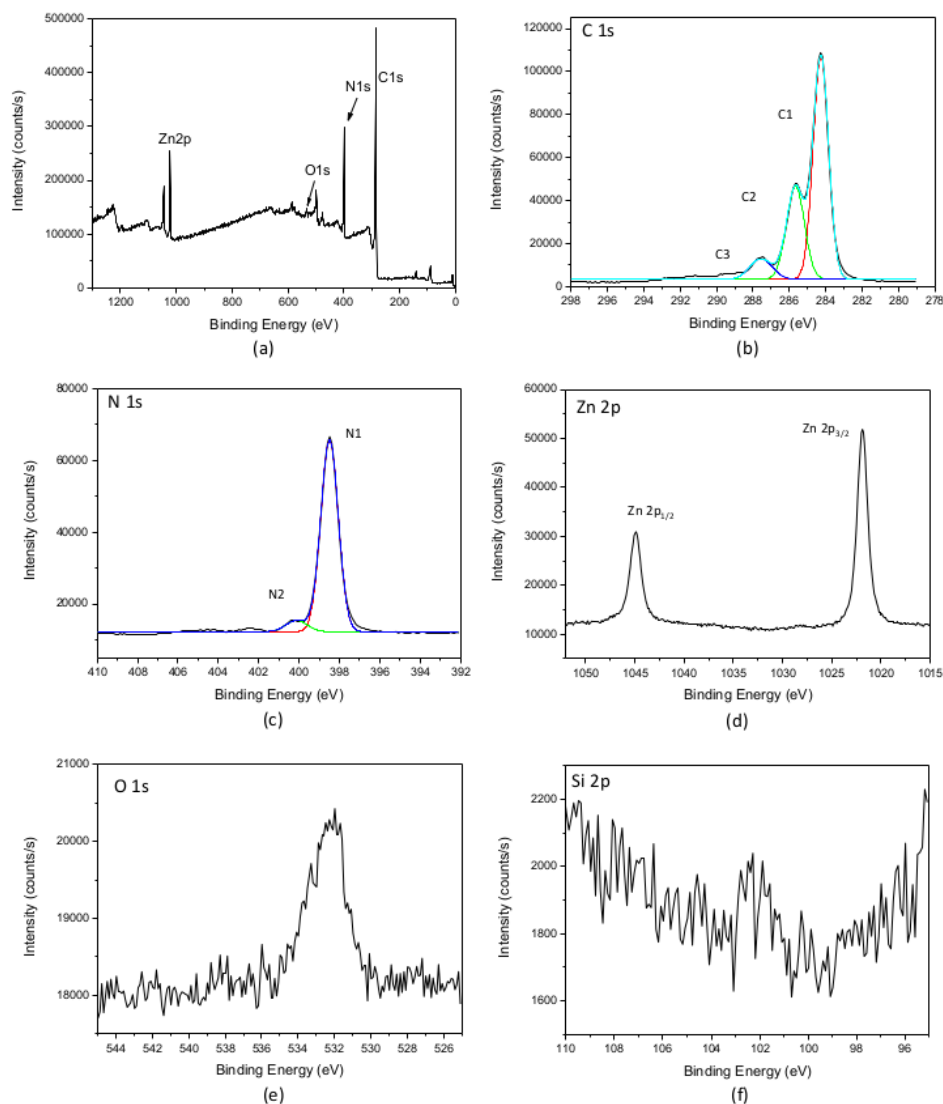 500000
400000
300000
200000
100000
0
Intensity (counts/s)
Zn2p
O1s
N1s
C1s
1200 1000 800 600 400 200 0
Binding Energy (eV)
(a)
C 1s
120000
100000
80000
60000
40000
20000
0
Intensity (counts/s)
C1
C2
C3
298 296 294 292 290 288 286 284 282 280 278
Binding Energy (eV)
(b)
N 1s
80000
60000
40000
20000
Intensity (counts/s)
N1
N2
410 408 406 404 402 400 398 396 394 392
Binding Energy (eV)
(c)
Zn 2p
60000
50000
40000
30000
20000
10000
Intensity (counts/s)
Zn 2p1/2
Zn 2p3/2
1050 1045 1040 1035 1030 1025 1020 1015
Binding Energy (eV)
(d)
O 1s
21000
20000
19000
18000
Intensity (counts/s)
544 542 540 538 536 534 532 530 528 526
Binding Energy (eV)
(e)
Si 2p
2200
2000
1800
1600
Intensity (counts/s)
110 108 106 104 102 100 98 96
Binding Energy (eV)
(f)